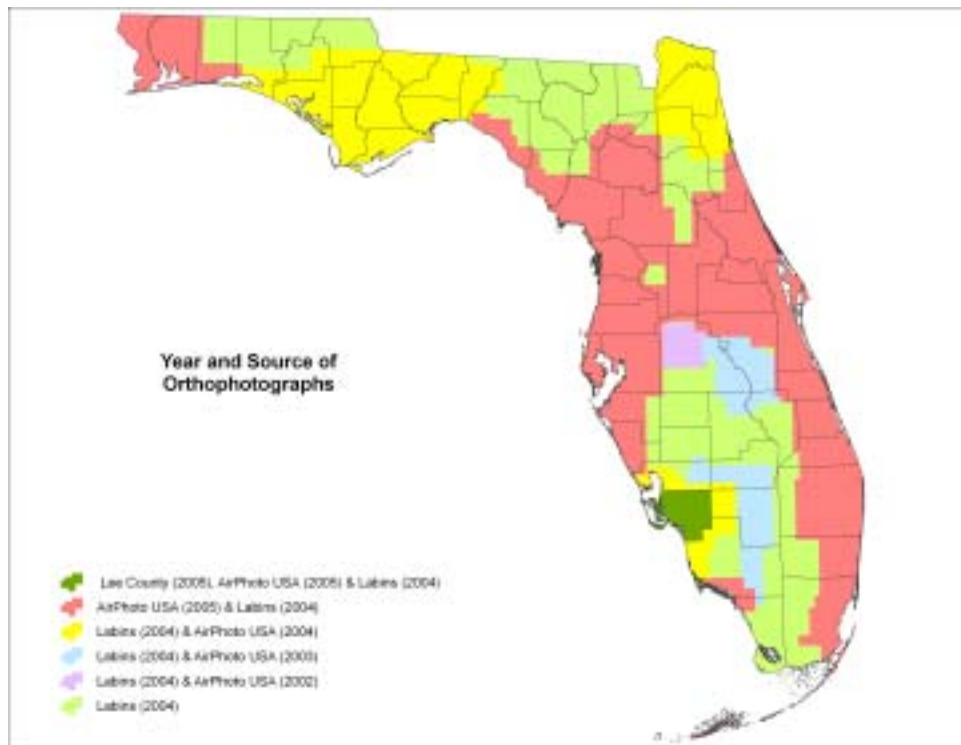 Year and Source of
Orthophotographs
Lee County (2005), AirPhoto USA (2005) & Labins (2004)
AirPhoto USA (2005) & Labins (2004)
Labins (2004) & AirPhoto USA (2004)
Labins (2004) & AirPhoto USA (2003)
Labins (2004) & AirPhoto USA (2002)
Labins (2004)